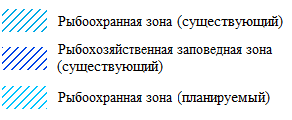 Рыбоохранная зона (существующий)
Рыбохозяйственная заповедная зона
(существующий)
Рыбоохранная зона (планируемый)